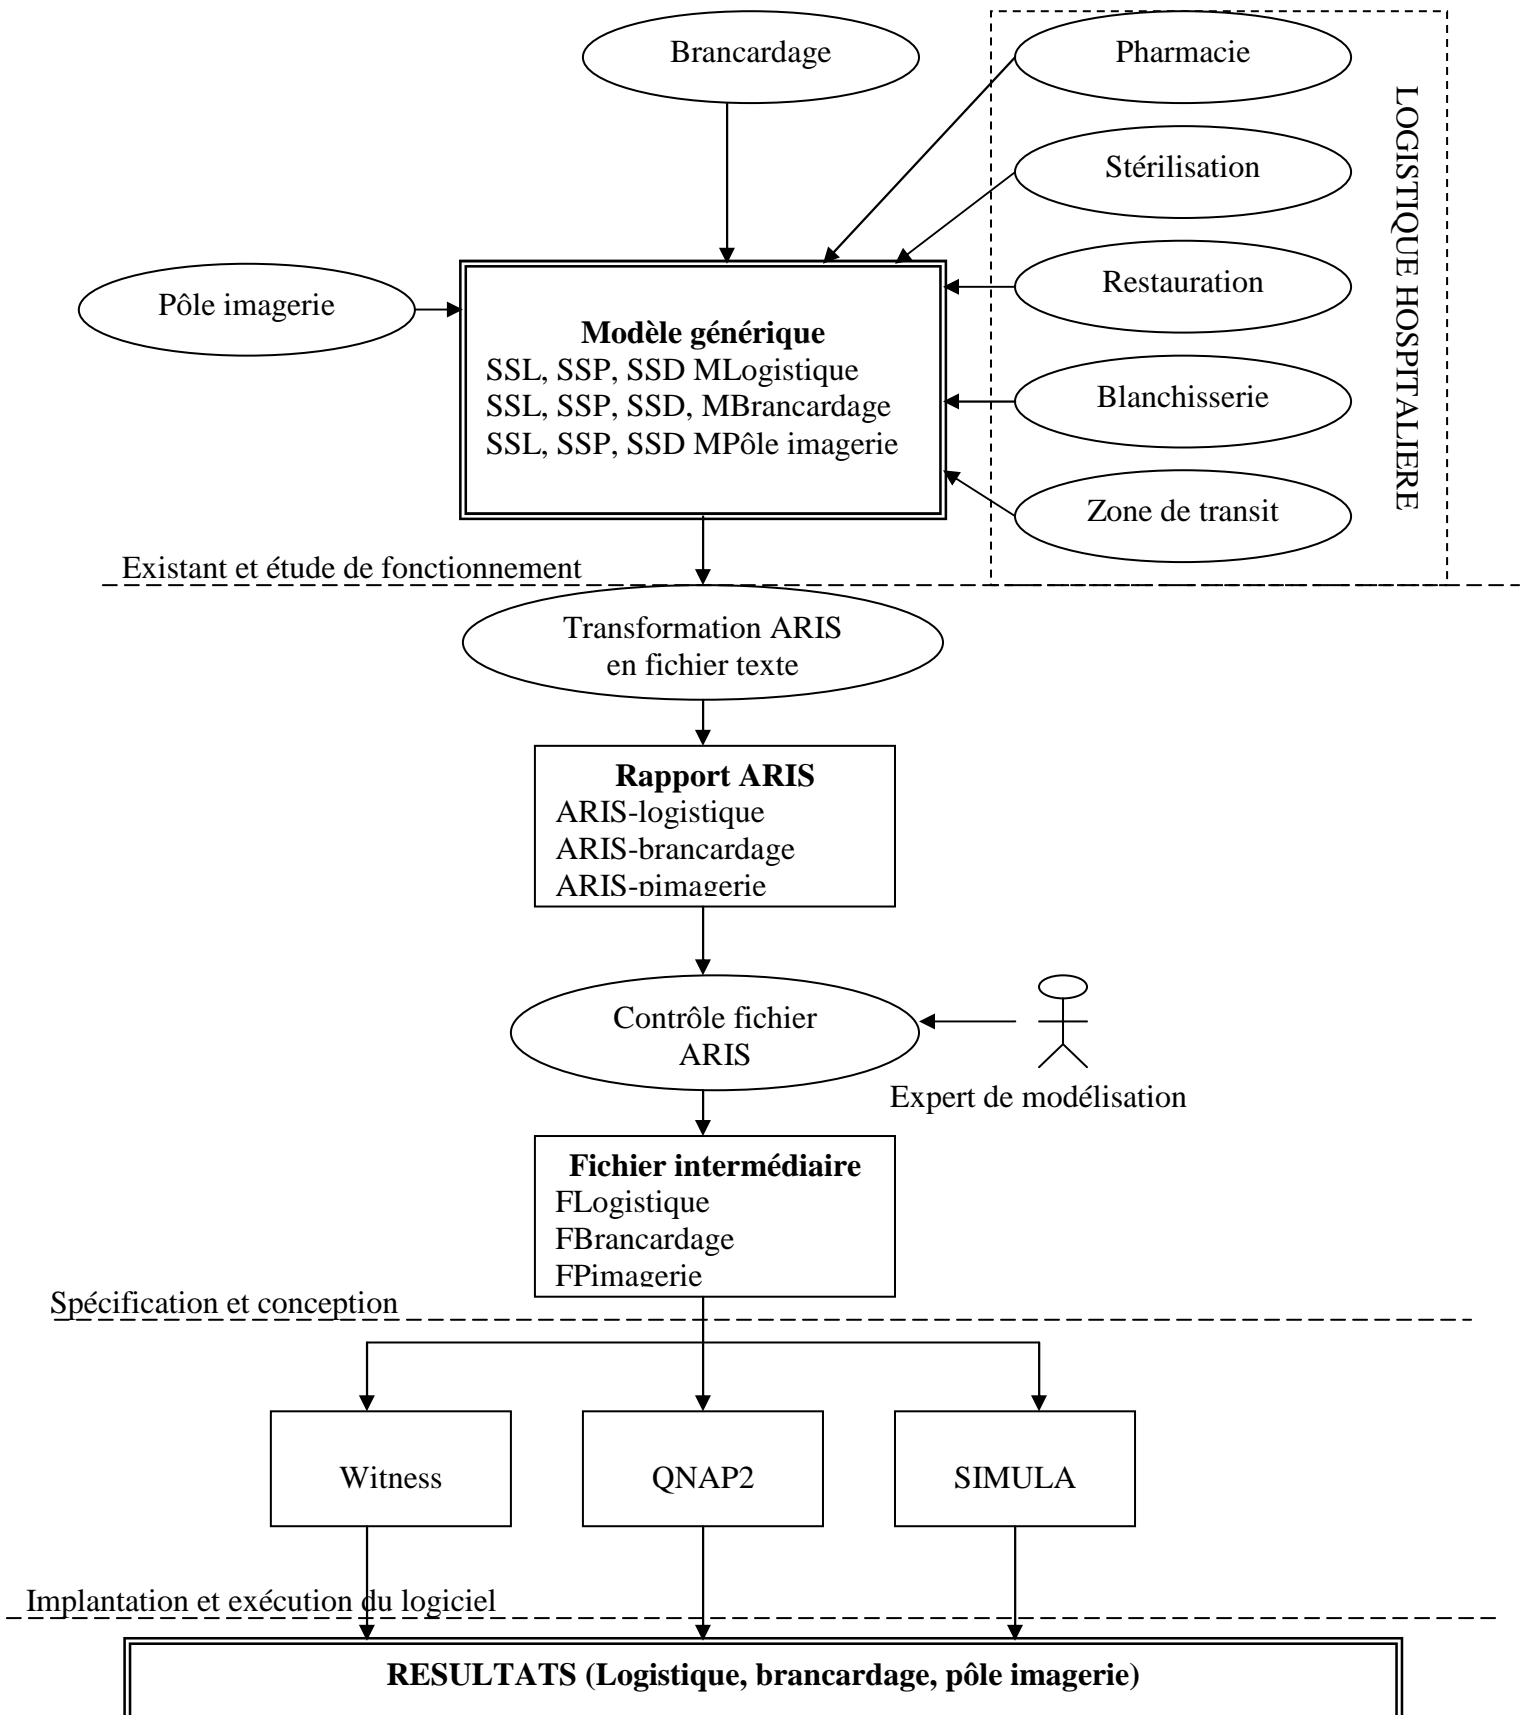 Brancardage
Pharmacie
Stérilisation
Restauration
Blanchisserie
Zone de transit
LOGISTIQUE HOSPITALIERE
Pôle imagerie
Modèle générique
SSL, SSP, SSD MLogistique
SSL, SSP, SSD, MBrancardage
SSL, SSP, SSD MPôle imagerie
Existant et étude de fonctionnement
Transformation ARIS
en fichier texte
Rapport ARIS
ARIS-logistique
ARIS-brancardage
ARIS-pimagerie
Contrôle fichier
ARIS
Expert de modélisation
Fichier intermédiaire
FLogistique
FBrancardage
FPimagerie
Spécification et conception
Witness
QNAP2
SIMULA
Implantation et exécution du logiciel
RESULTATS (Logistique, brancardage, pôle imagerie)